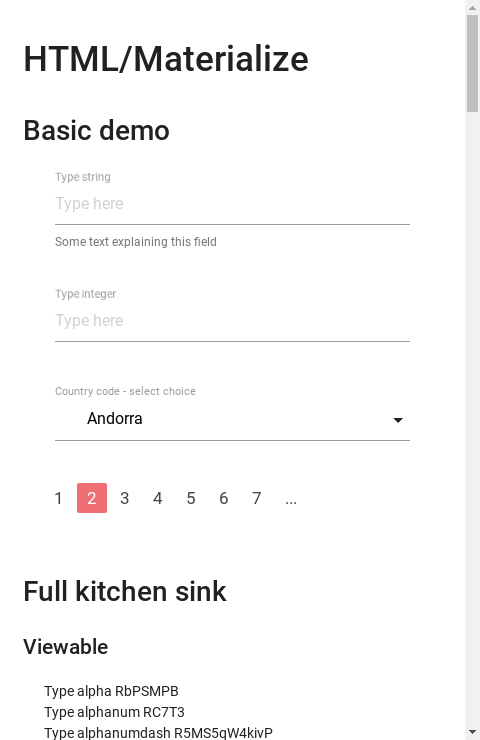 HTML/Materialize
Basic demo
Type string
Type here
Some text explaining this field
Type integer
Type here
Country code - select choice
Andorra
1 2 3 4 5 6 7 ...
Full kitchen sink
Viewable
Type alpha RbPSMPB
Type alphanum RC7T3
Type alphanumdash R5MS5qW4kivP